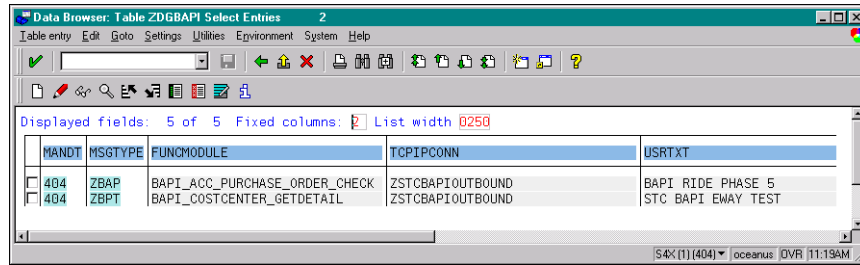 Data Browser: Table ZDGBAPI Select Entries 2
Table entry Edit Goto Settings Utilities Environment System Help
Displayed fields: 5 of 5 Fixed columns: 2 List width 0250
MANDT MSGTYPE FUNCMODULE TCPIPCONN USRTXT
404 ZBAP BAPI_ACC_PURCHASE_ORDER_CHECK ZSTCBAPIOUTBOUND BAPI RIDE PHASE 5
404 ZBPT BAPI_COSTCENTER_GETDETAIL ZSTCBAPIOUTBOUND STC BAPI EWAY TEST
S4X (1) (404) oceanus OVR 11:19AM